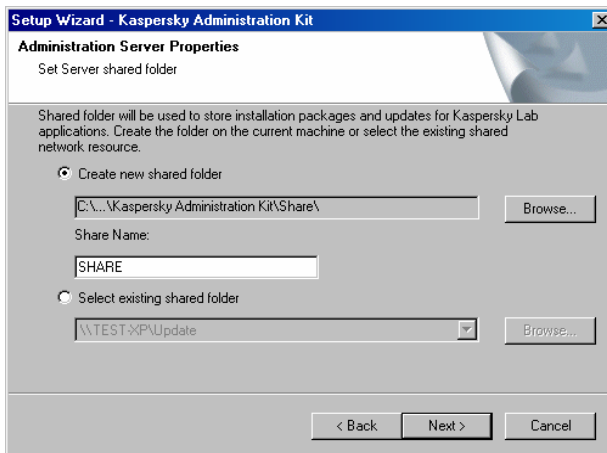 Setup Wizard - Kaspersky Administration Kit
Administration Server Properties
Set Server shared folder
Shared folder will be used to store installation packages and updates for Kaspersky Lab
applications. Create the folder on the current machine or select the existing shared
network resource.
Create new shared folder
C:\...\Kaspersky Administration Kit\Share\
Browse...
Share Name:
SHARE
Select existing shared folder
\\TEST-XP\Update
Browse...
< Back
Next >
Cancel